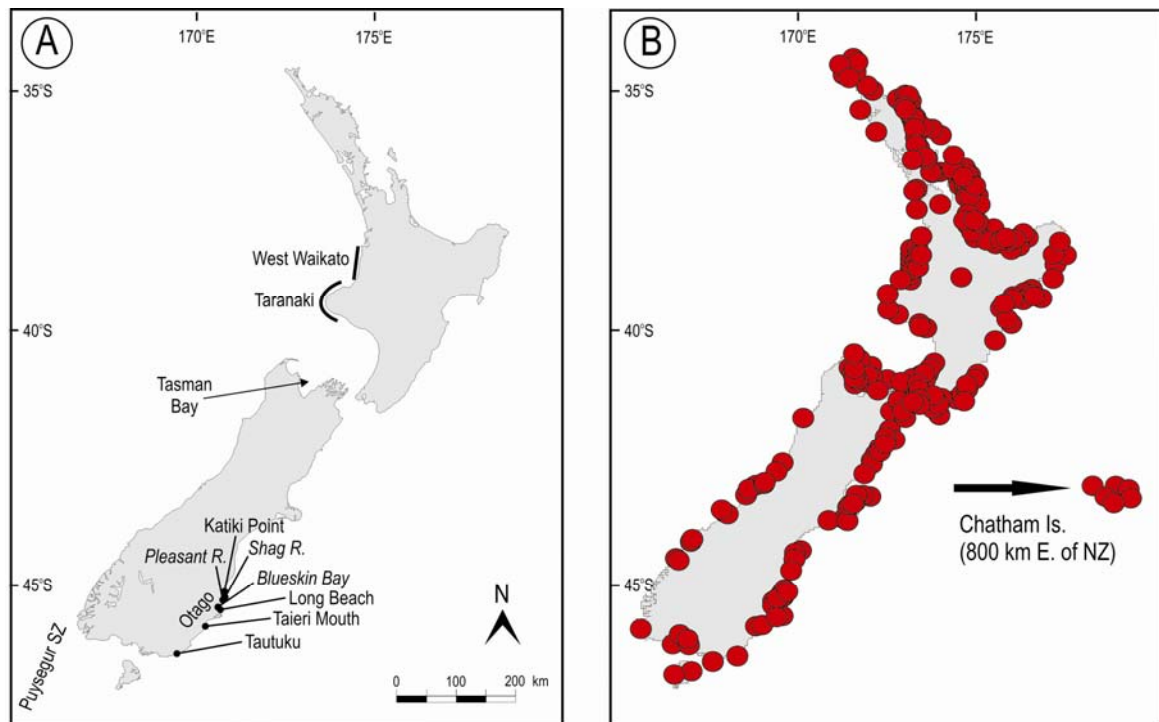 A
170°E
175°E
35°S
40°S
45°S
West Waikato
Taranaki
Tasman
Bay
Katiki Point
Pleasant R.
Shag R.
Blueskin Bay
Otago
Long Beach
Taieri Mouth
Tautuku
Puysegur SZ
N
0 100 200 km
B
170°E
175°E
35°S
40°S
45°S
Chatham Is.
(800 km E. of NZ)